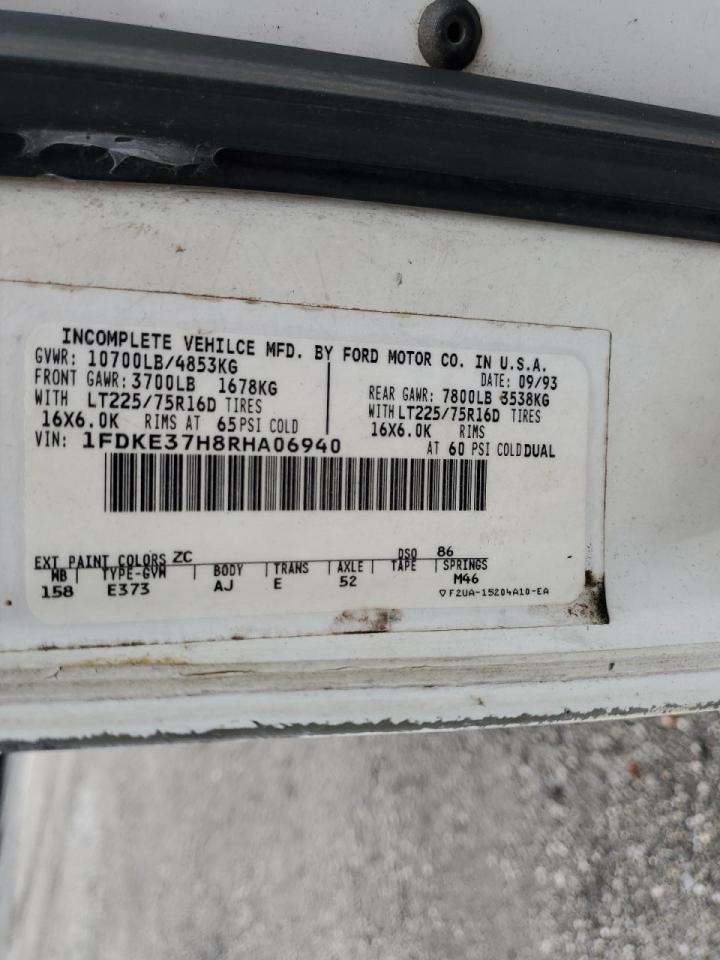 INCOMPLETE VEHILCE MFD. BY FORD MOTOR CO. IN U.S.A.
GVWR: 10700LB/4853KG
DATE: 09/93
FRONT GAWR: 3700LB 1678KG
REAR GAWR: 7800LB 3538KG
WITH LT225/75R16D TIRES
WITH LT225/75R16D TIRES
16X6.0K RIMS AT 65 PSI COLD
16X6.0K RIMS
VIN: 1FDKE37H8RHA06940
AT 60 PSI COLD DUAL
EXT PAINT COLORS ZC DSO 86
WB TYPE-GVW BODY TRANS AXLE TAPE SPRINGS
158 E373 AJ E 52 M46
▽ F2UA-15204A10-EA